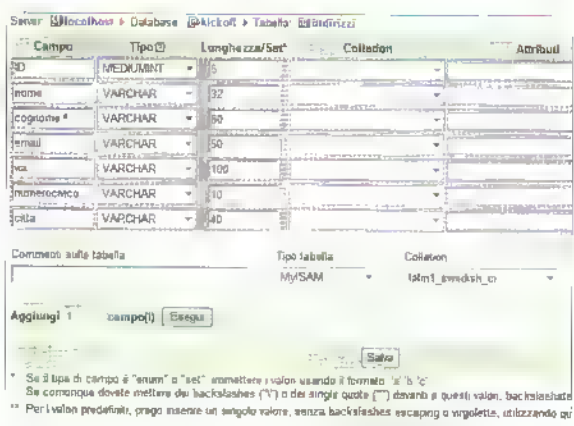 Server: localhost ▸ Database: kickoff ▸ Tabella: indirizzi
Campo Tipo Lunghezza/Set* Collation Attributi
ID MEDIUMINT 5
nome VARCHAR 32
cognome * VARCHAR 50
email VARCHAR 50
via VARCHAR 100
numerocivico VARCHAR 10
citta VARCHAR 40
Commenti sulla tabella Tipo tabella Collation
MyISAM latin1_swedish_ci
Aggiungi 1 campo(i) Esegui
Salva
* Se il tipo di campo è "enum" o "set" immettere i valori usando il formato 'a' 'b' 'c'
Se comunque dovete mettere dei backslashes ("\") o dei single quote ("'") davanti a questi valori, backslashate
** Per i valori predefiniti, prego inserire un singolo valore, senza backslashes escaping o virgolette, utilizzando qu